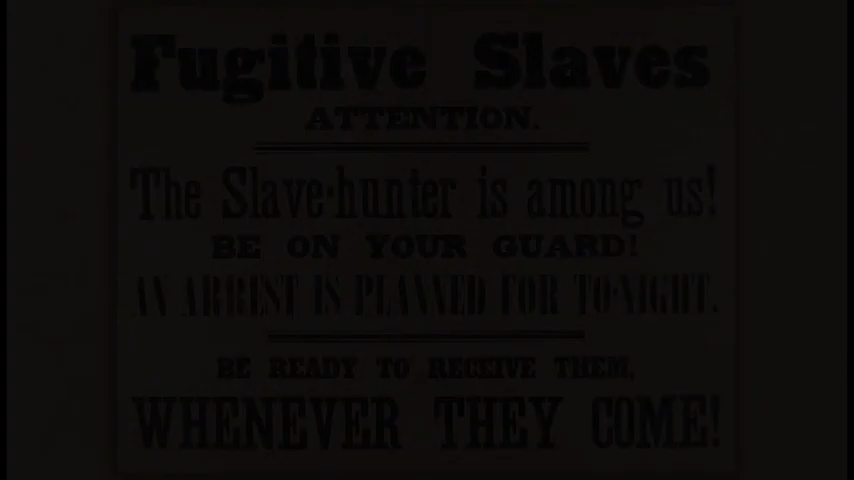 Fugitive Slaves
ATTENTION.
The Slave-hunter is among us!
BE ON YOUR GUARD!
AN ARREST IS PLANNED FOR TO-NIGHT.
BE READY TO RECEIVE THEM,
WHENEVER THEY COME!